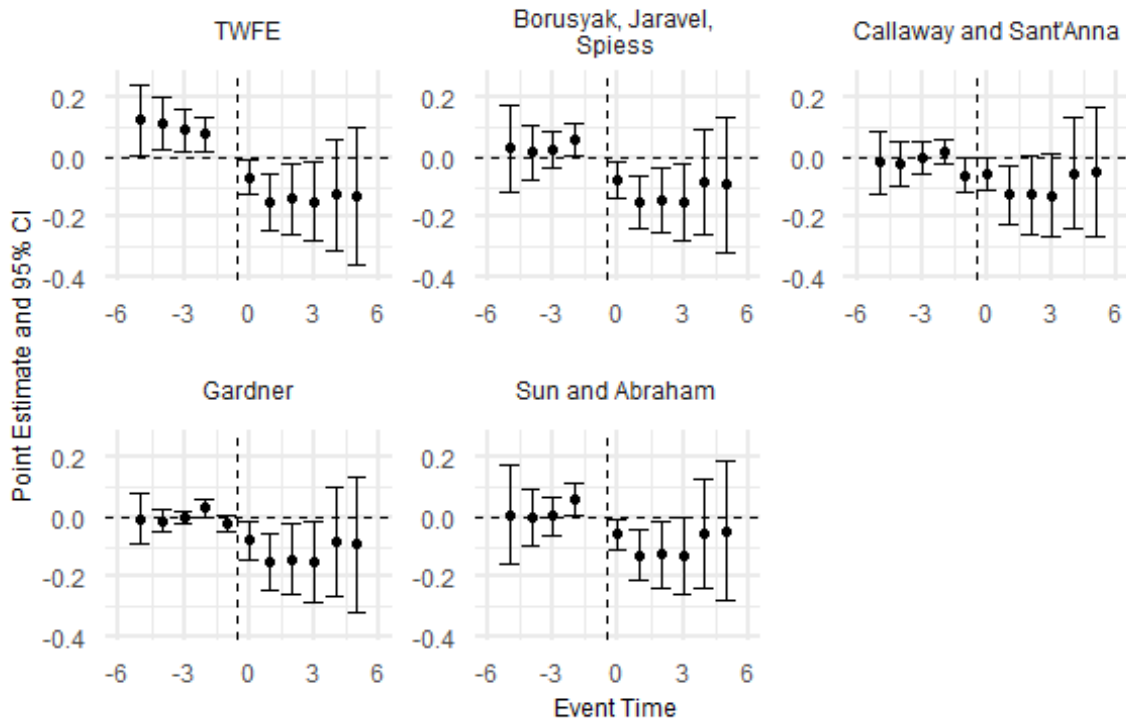 TWFE
Borusyak, Jaravel,
Spiess
Callaway and Sant'Anna
0.2
0.0
-0.2
-0.4
-6 -3 0 3 6
0.2
0.0
-0.2
-0.4
-6 -3 0 3 6
0.2
0.0
-0.2
-0.4
-6 -3 0 3 6
Point Estimate and 95% CI
Gardner
Sun and Abraham
0.2
0.0
-0.2
-0.4
-6 -3 0 3 6
0.2
0.0
-0.2
-0.4
-6 -3 0 3 6
Event Time